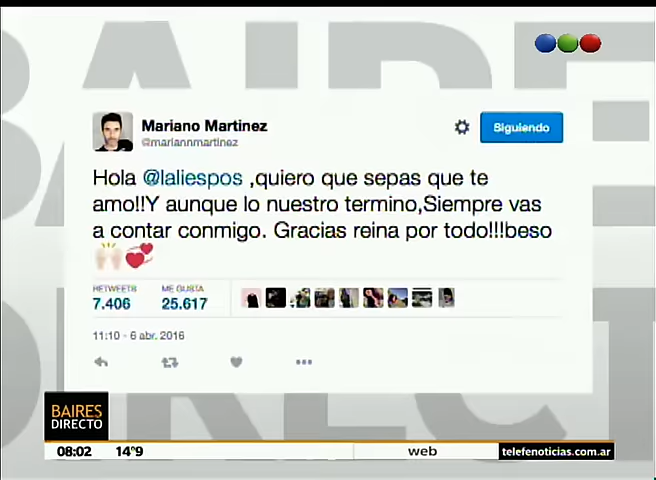 Mariano Martinez
@mariannmartinez
Siguiendo
Hola @laliespos ,quiero que sepas que te
amo!!Y aunque lo nuestro termino,Siempre vas
a contar conmigo. Gracias reina por todo!!!beso
🙌🏻💞
RETWEETS
ME GUSTA
7.406
25.617
11:10 - 6 abr. 2016
BAIRES
DIRECTO
08:02
14°9
web
telefenoticias.com.ar